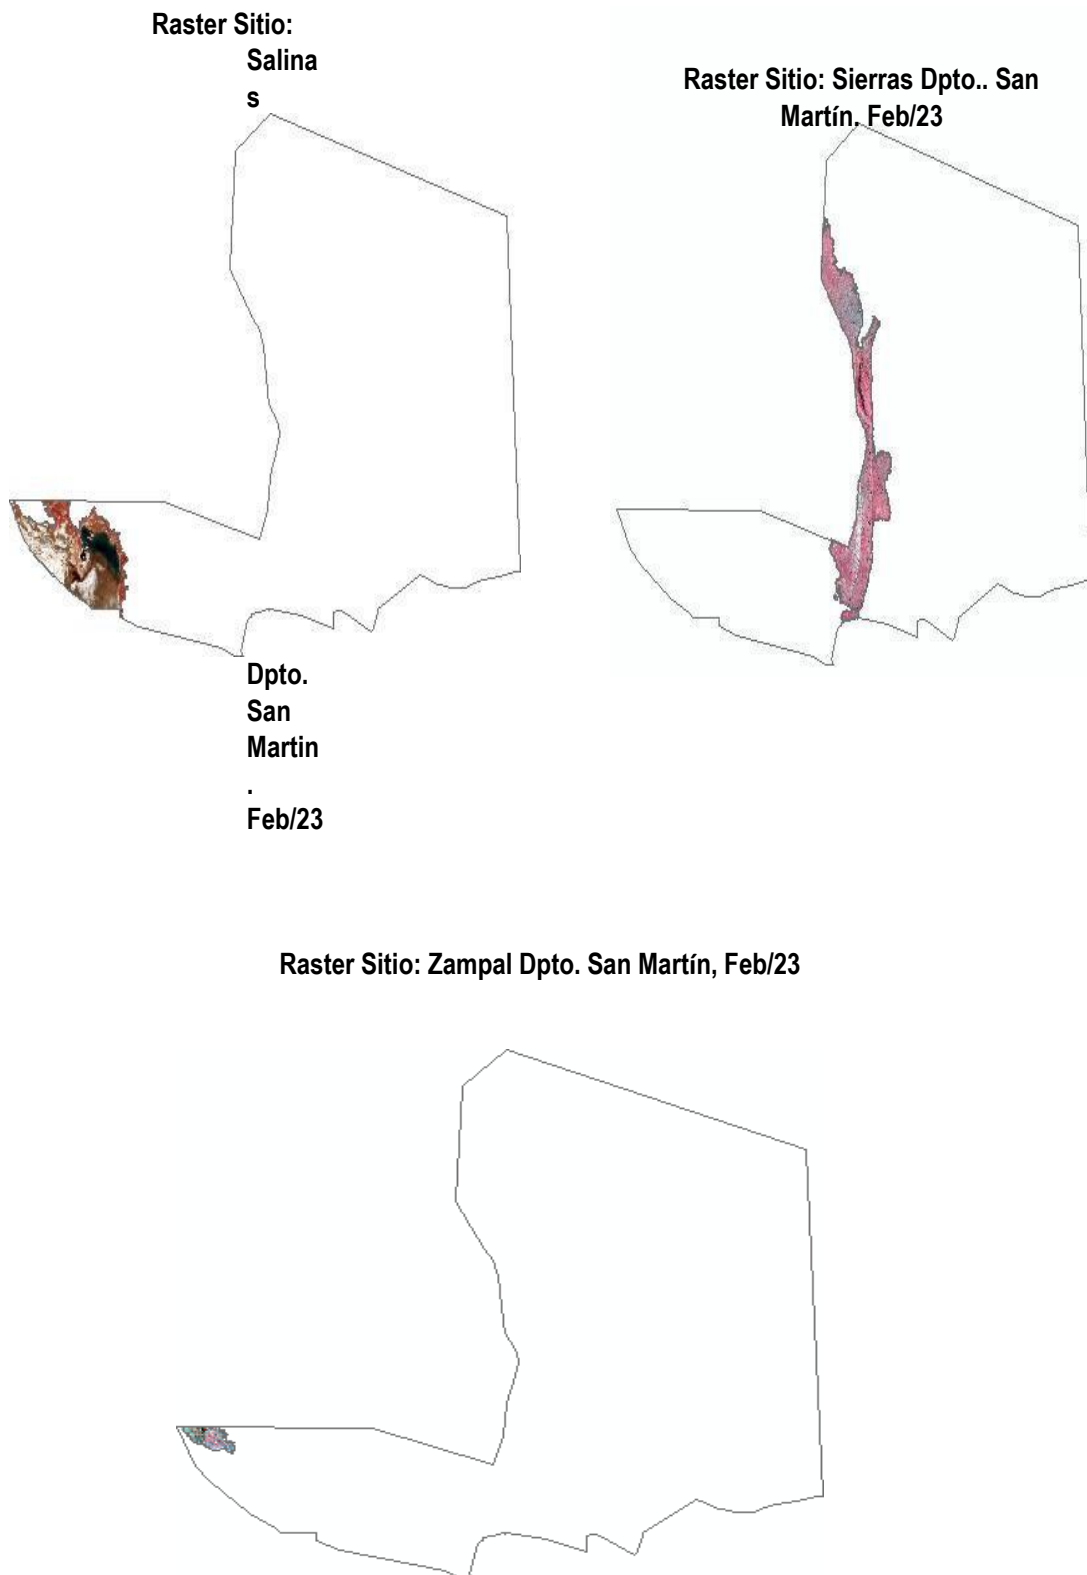 Raster Sitio:
Salina
s
Dpto.
San
Martin
.
Feb/23
Raster Sitio: Sierras Dpto.. San
Martín. Feb/23
Raster Sitio: Zampal Dpto. San Martín, Feb/23